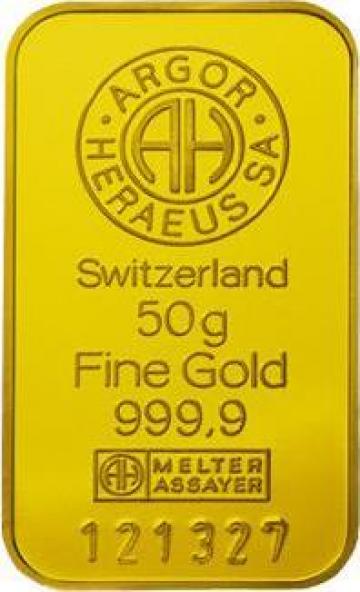 · ARGOR ·
HERAEUS SA
AH
Switzerland
50g
Fine Gold
999,9
AH MELTER
ASSAYER
121327